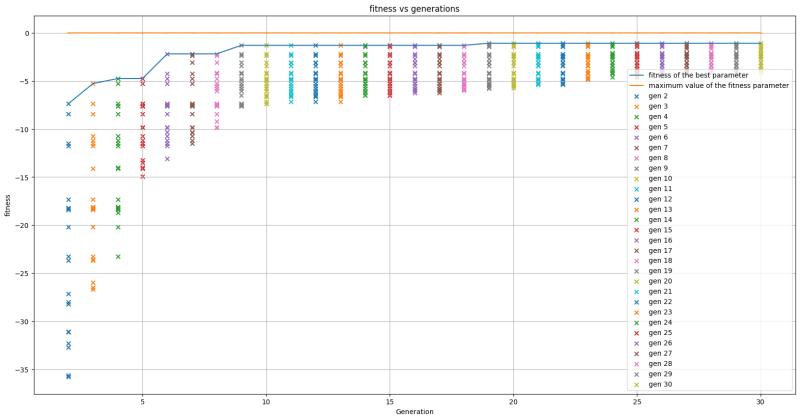 fitness vs generations
fitness
0
−5
−10
−15
−20
−25
−30
−35
5
10
15
20
25
30
Generation
fitness of the best parameter
maximum value of the fitness parameter
gen 2
gen 3
gen 4
gen 5
gen 6
gen 7
gen 8
gen 9
gen 10
gen 11
gen 12
gen 13
gen 14
gen 15
gen 16
gen 17
gen 18
gen 19
gen 20
gen 21
gen 22
gen 23
gen 24
gen 25
gen 26
gen 27
gen 28
gen 29
gen 30